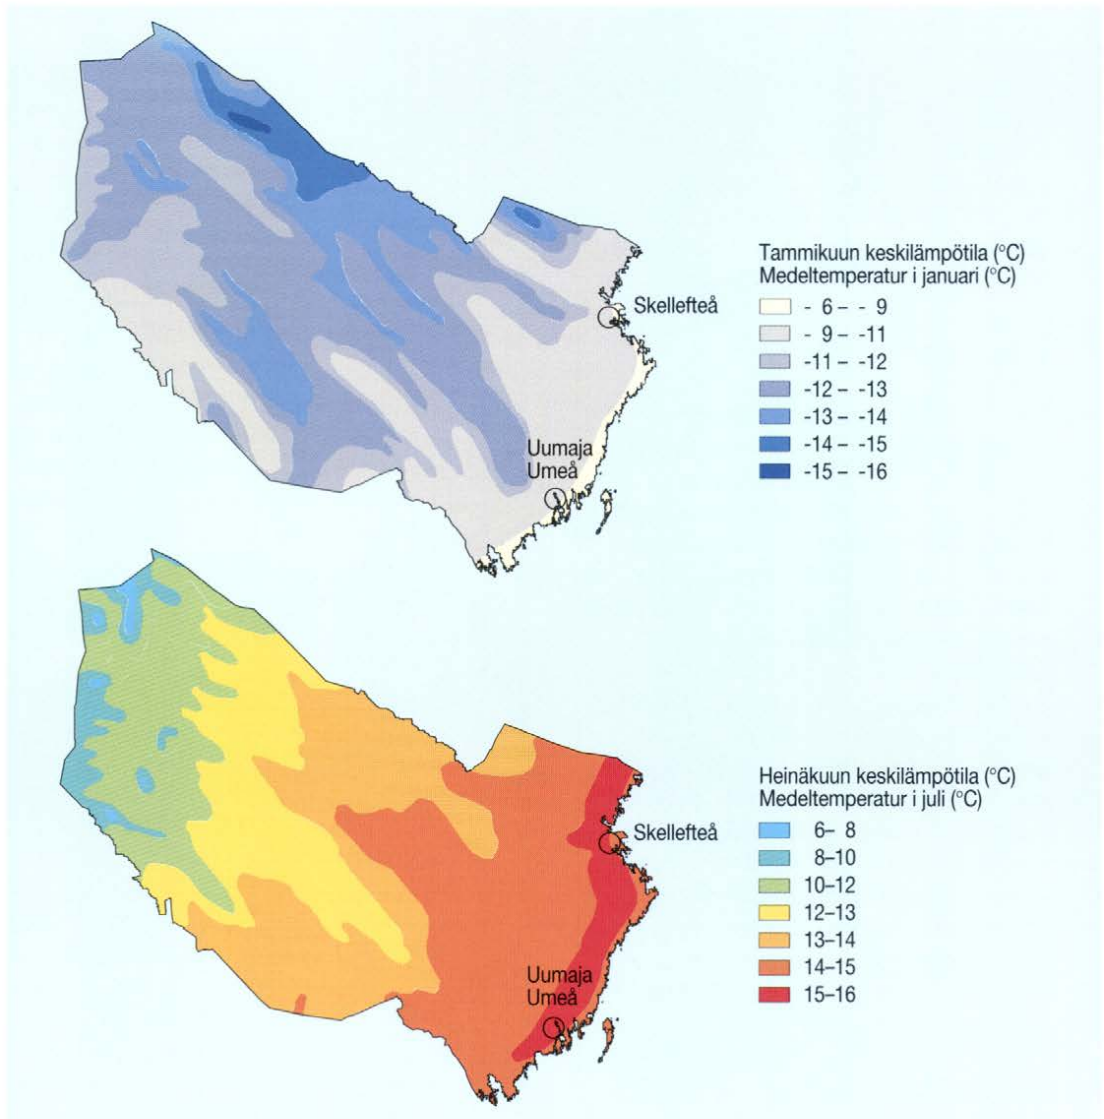 Tammikuun keskilämpötila (°C)
Medeltemperatur i januari (°C)
- 6 – - 9
- 9 – -11
-11 – -12
-12 – -13
-13 – -14
-14 – -15
-15 – -16
Skellefteå
Uumaja
Umeå
Heinäkuun keskilämpötila (°C)
Medeltemperatur i juli (°C)
6– 8
8–10
10–12
12–13
13–14
14–15
15–16
Skellefteå
Uumaja
Umeå